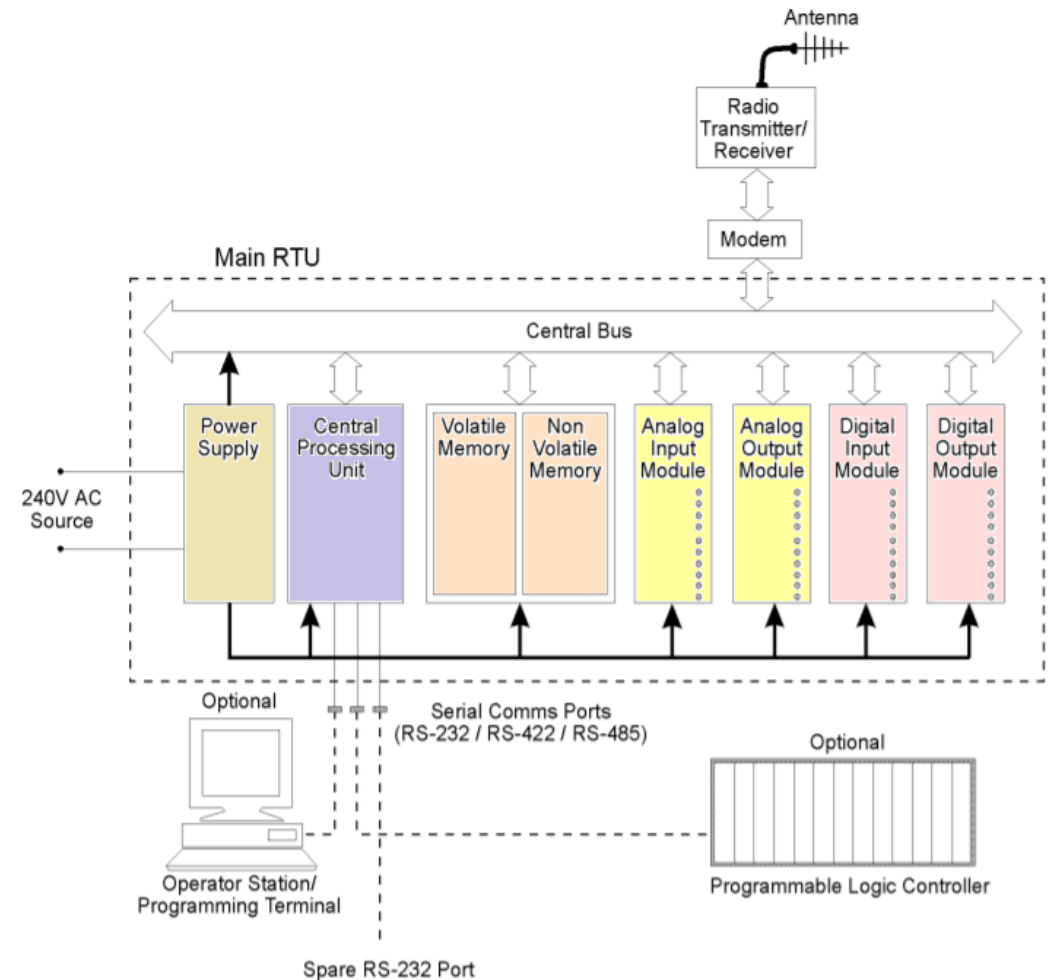 Antenna
Radio
Transmitter/
Receiver
Modem
Main RTU
Central Bus
Power
Supply
Central
Processing
Unit
Volatile
Memory
Non
Volatile
Memory
Analog
Input
Module
Analog
Output
Module
Digital
Input
Module
Digital
Output
Module
240V AC
Source
Optional
Serial Comms Ports
(RS-232 / RS-422 / RS-485)
Optional
Operator Station/
Programming Terminal
Programmable Logic Controller
Spare RS-232 Port